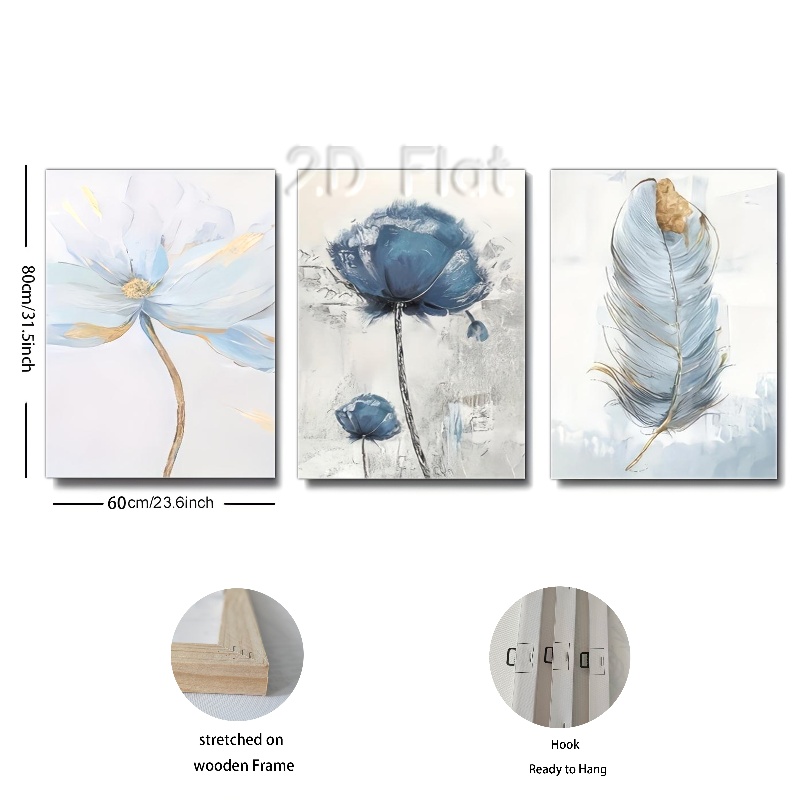 2D Flat
80cm/31.5inch
60cm/23.6inch
stretched on
wooden Frame
Hook
Ready to Hang